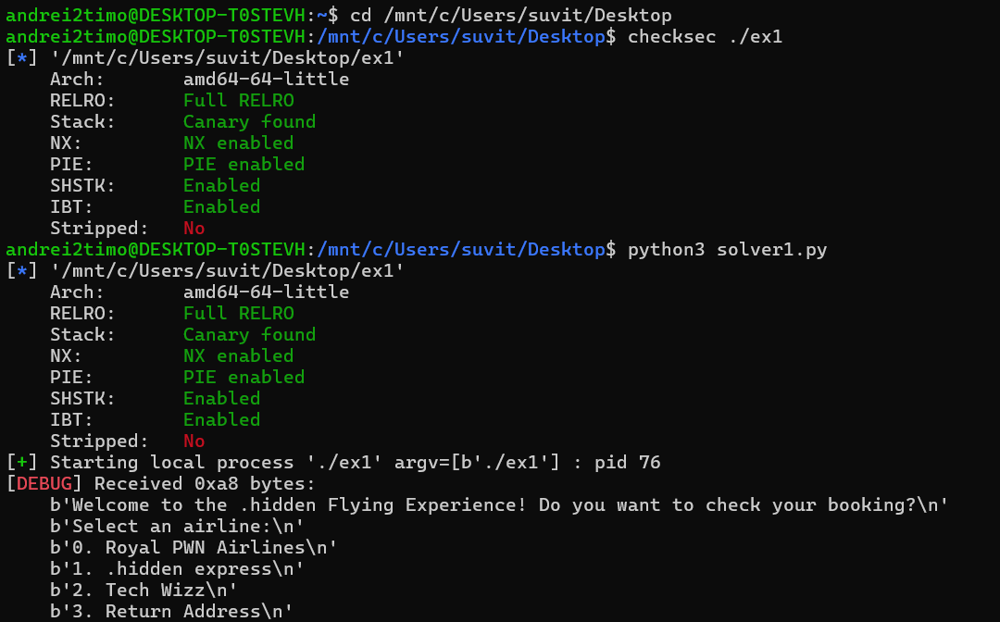 andrei2timo@DESKTOP-T0STEVH:~$ cd /mnt/c/Users/suvit/Desktop
andrei2timo@DESKTOP-T0STEVH:/mnt/c/Users/suvit/Desktop$ checksec ./ex1
[*] '/mnt/c/Users/suvit/Desktop/ex1'
    Arch:       amd64-64-little
    RELRO:      Full RELRO
    Stack:      Canary found
    NX:         NX enabled
    PIE:        PIE enabled
    SHSTK:      Enabled
    IBT:        Enabled
    Stripped:   No
andrei2timo@DESKTOP-T0STEVH:/mnt/c/Users/suvit/Desktop$ python3 solver1.py
[*] '/mnt/c/Users/suvit/Desktop/ex1'
    Arch:       amd64-64-little
    RELRO:      Full RELRO
    Stack:      Canary found
    NX:         NX enabled
    PIE:        PIE enabled
    SHSTK:      Enabled
    IBT:        Enabled
    Stripped:   No
[+] Starting local process './ex1' argv=[b'./ex1'] : pid 76
[DEBUG] Received 0xa8 bytes:
    b'Welcome to the .hidden Flying Experience! Do you want to check your booking?\n'
    b'Select an airline:\n'
    b'0. Royal PWN Airlines\n'
    b'1. .hidden express\n'
    b'2. Tech Wizz\n'
    b'3. Return Address\n'